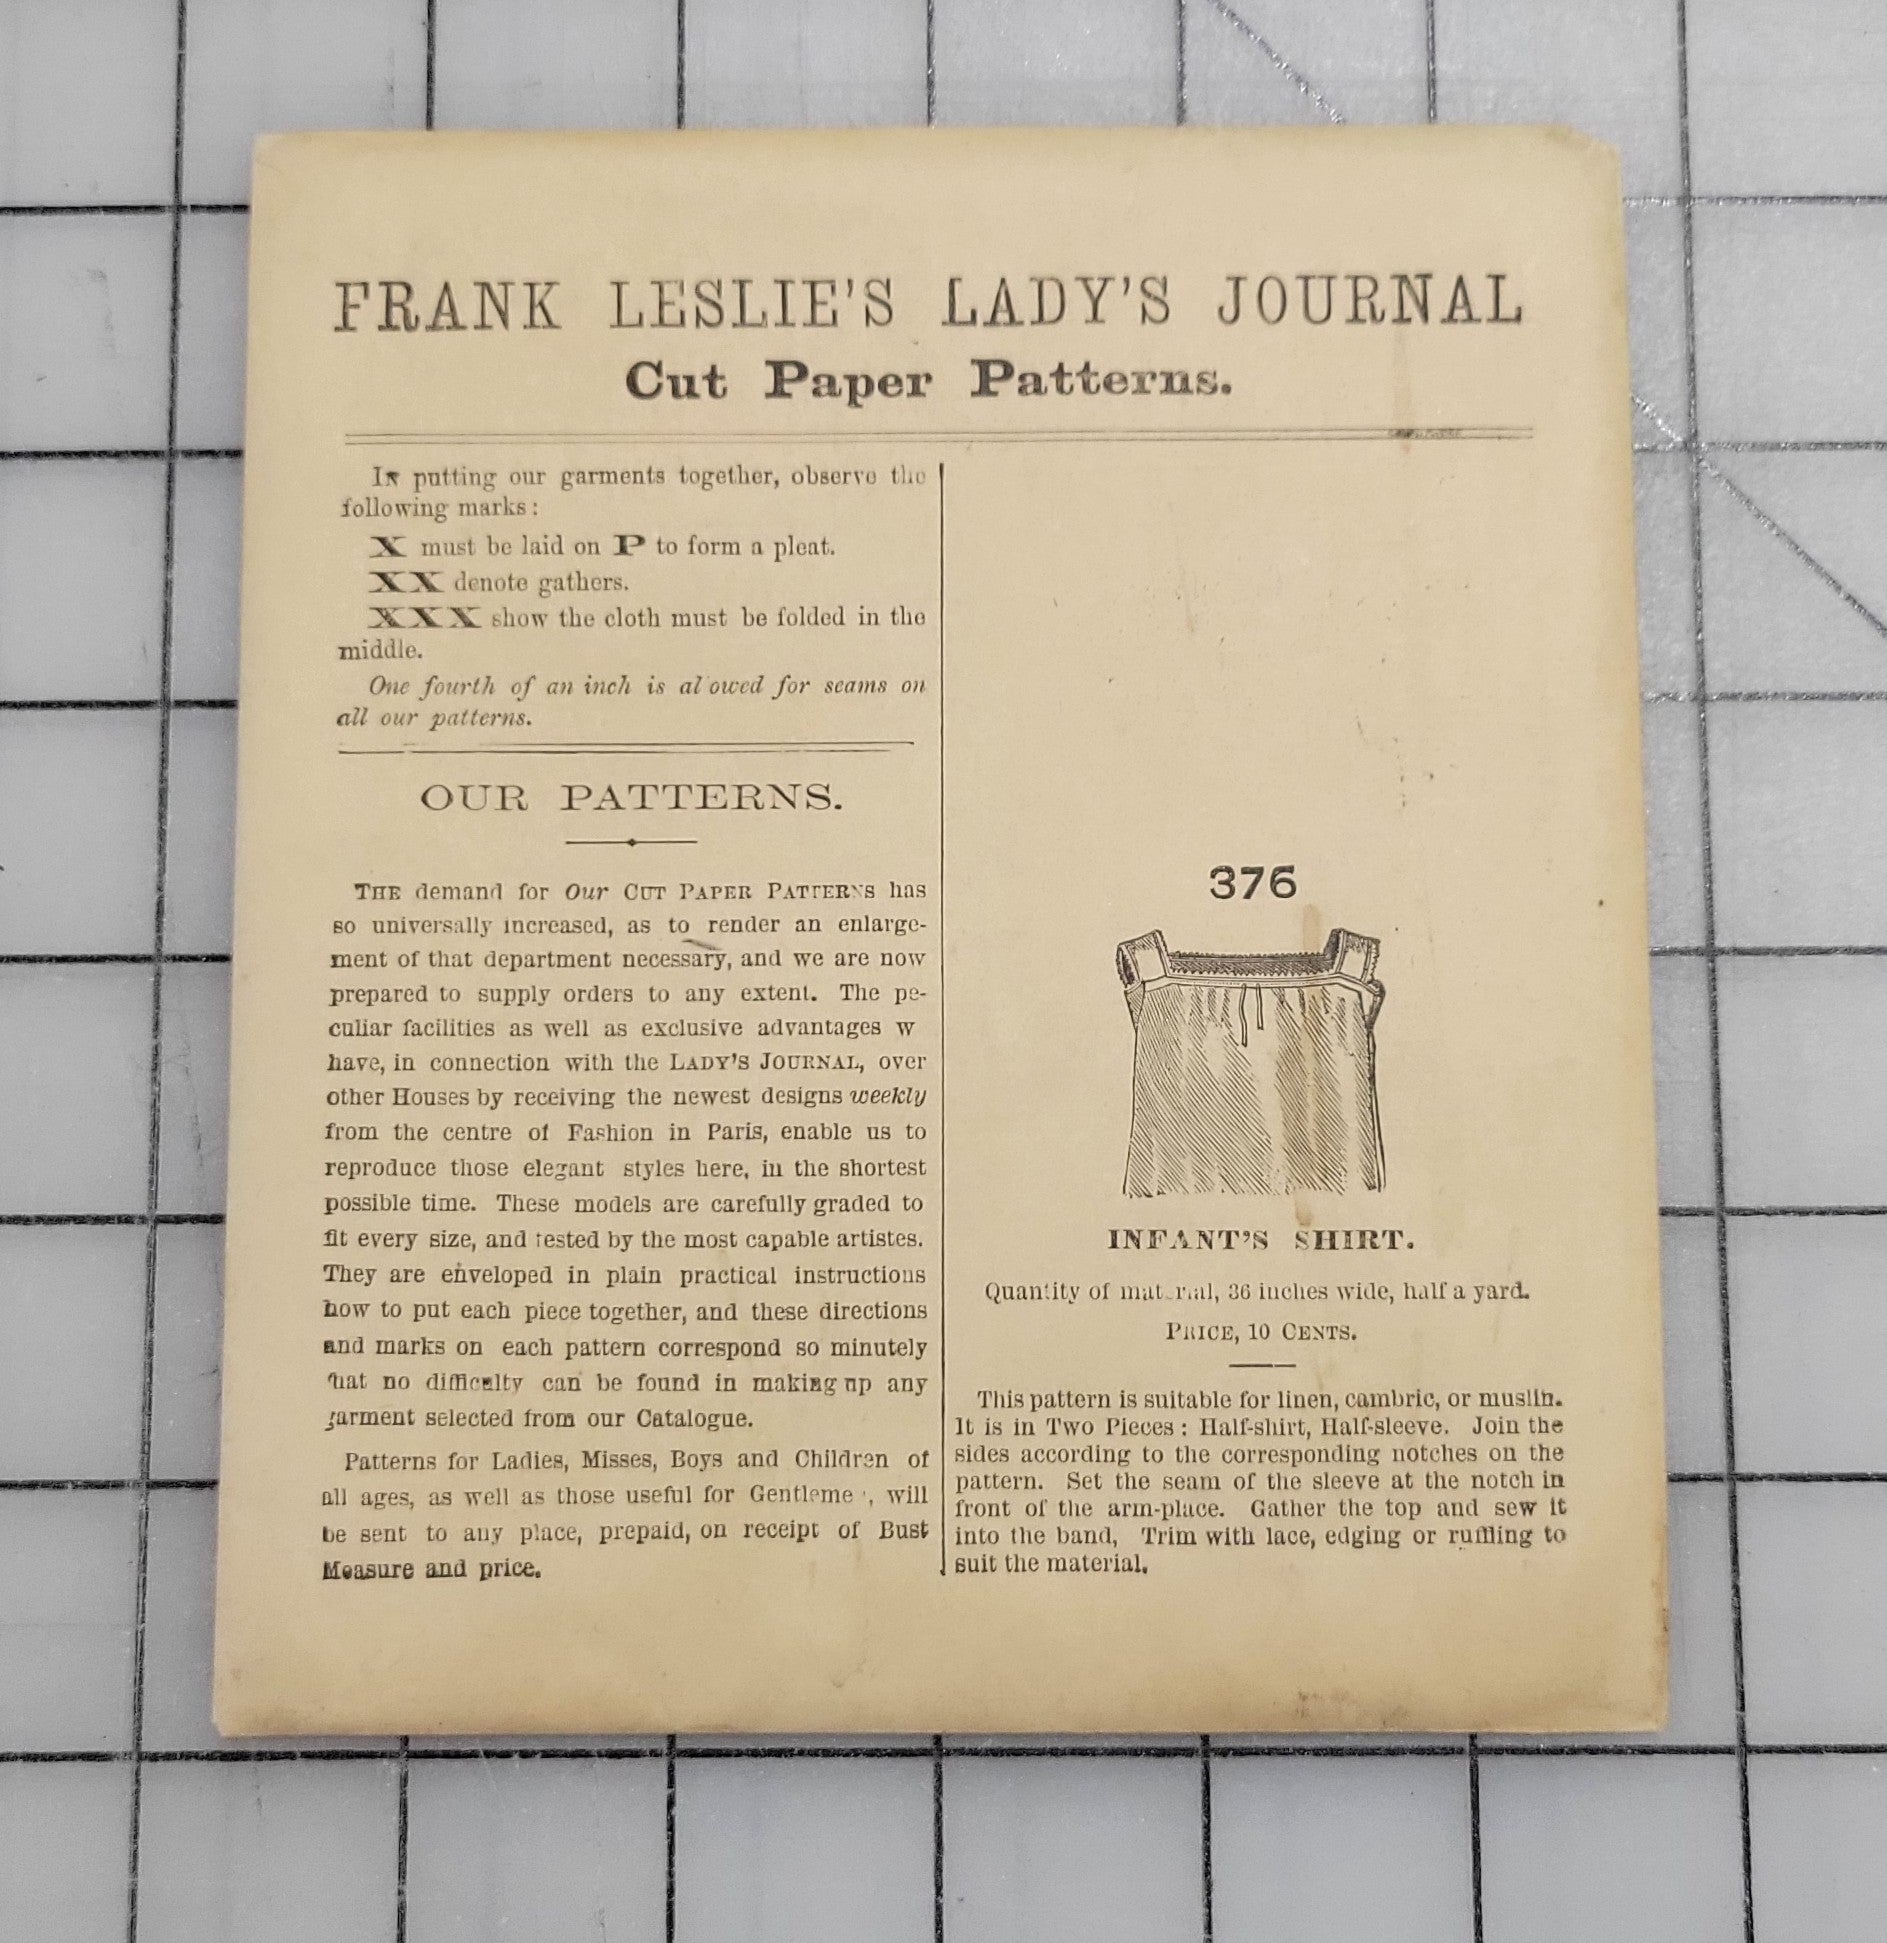 FRANK LESLIE'S LADY'S JOURNAL
Cut Paper Patterns.
In putting our garments together, observe the
following marks:
X must be laid on P to form a pleat.
XX denote gathers.
XXX show the cloth must be folded in the
middle.
One fourth of an inch is al owed for seams on
all our patterns.
OUR PATTERNS.
THE demand for Our CUT PAPER PATTERNS has
so universally increased, as to render an enlarge-
ment of that department necessary, and we are now
prepared to supply orders to any extent. The pe-
culiar facilities as well as exclusive advantages w
have, in connection with the LADY'S JOURNAL, over
other Houses by receiving the newest designs weekly
from the centre of Fashion in Paris, enable us to
reproduce those elegant styles here, in the shortest
possible time. These models are carefully graded to
fit every size, and tested by the most capable artistes.
They are enveloped in plain practical instructions
how to put each piece together, and these directions
and marks on each pattern correspond so minutely
that no difficulty can be found in making up any
garment selected from our Catalogue.
Patterns for Ladies, Misses, Boys and Children of
all ages, as well as those useful for Gentleme , will
be sent to any place, prepaid, on receipt of Bust
Measure and price.
376
INFANT'S SHIRT.
Quantity of material, 36 inches wide, half a yard.
PRICE, 10 CENTS.
This pattern is suitable for linen, cambric, or muslin.
It is in Two Pieces: Half-shirt, Half-sleeve. Join the
sides according to the corresponding notches on the
pattern. Set the seam of the sleeve at the notch in
front of the arm-place. Gather the top and sew it
into the band, Trim with lace, edging or ruffling to
suit the material.